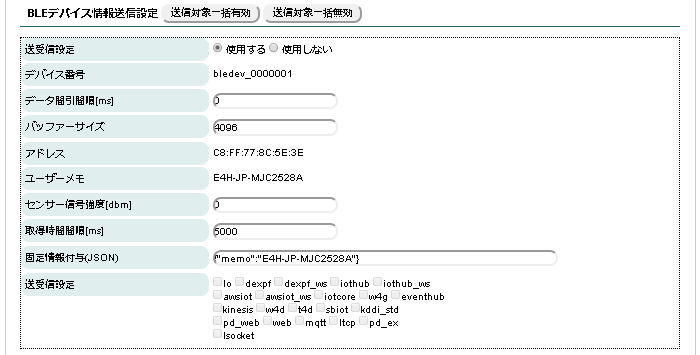 BLEデバイス情報送信設定 送信対象一括有効 送信対象一括無効
送受信設定 使用する 使用しない
デバイス番号 bledev_0000001
データ間引間隔[ms] 0
バッファーサイズ 4096
アドレス C8:FF:77:8C:5E:3E
ユーザーメモ E4H-JP-MJC2528A
センサー信号強度[dbm] 0
取得時間間隔[ms] 5000
固定情報付与(JSON) {"memo":"E4H-JP-MJC2528A"}
送受信設定 lo dexpf dexpf_ws iothub iothub_ws
awsiot awsiot_ws iotcore w4g eventhub
kinesis w4d t4d sbiot kddi_std
pd_web web mqtt ltcp pd_ex
lsocket